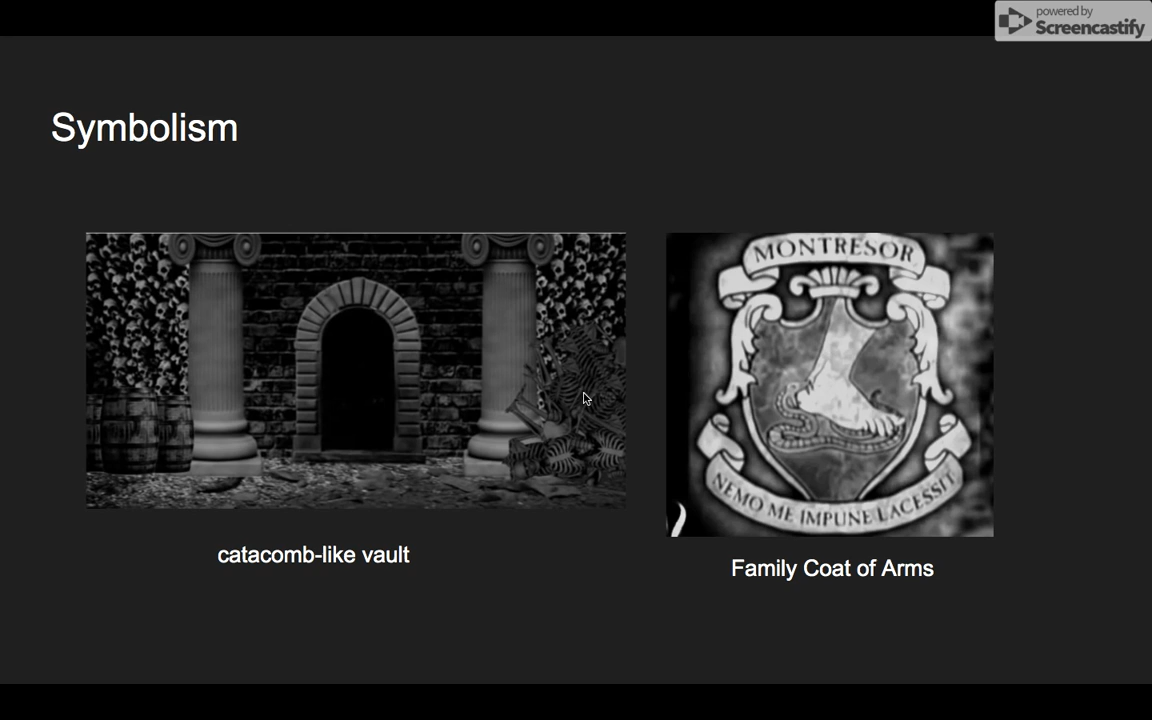 powered by
Screencastify
Symbolism
MONTRESOR
NEMO ME IMPUNE LACESSIT
catacomb-like vault
Family Coat of Arms